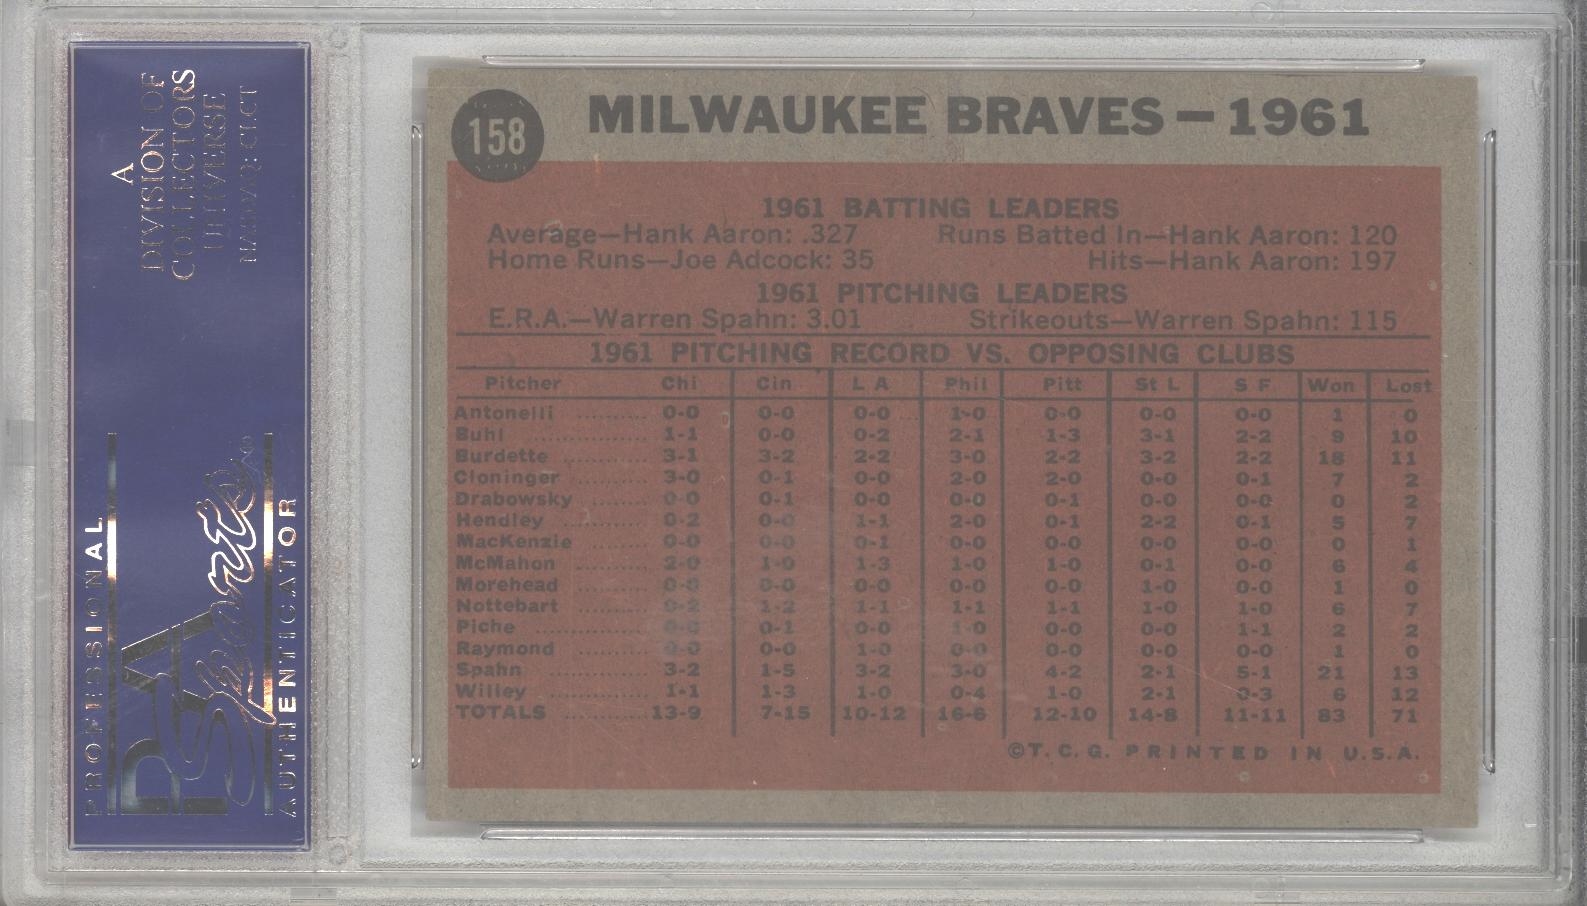 A
DIVISION OF
COLLECTORS
UNIVERSE
NASDAQ: CLCT
PROFESSIONAL
PSA
Sports
AUTHENTICATOR
158
MILWAUKEE BRAVES – 1961
1961 BATTING LEADERS
Average—Hank Aaron: .327 Runs Batted In—Hank Aaron: 120
Home Runs—Joe Adcock: 35 Hits—Hank Aaron: 197
1961 PITCHING LEADERS
E.R.A.—Warren Spahn: 3.01 Strikeouts—Warren Spahn: 115
1961 PITCHING RECORD VS. OPPOSING CLUBS
Pitcher Chi Cin L A Phil Pitt St L S F Won Lost
Antonelli .......... 0-0 0-0 0-0 1-0 0-0 0-0 0-0 1 0
Buhl .......... 1-1 0-0 0-2 2-1 1-3 3-1 2-2 9 10
Burdette .......... 3-1 3-2 2-2 3-0 2-2 3-2 2-2 18 11
Cloninger .......... 3-0 0-1 0-0 2-0 2-0 0-0 0-1 7 2
Drabowsky .......... 0-0 0-1 0-0 0-0 0-1 0-0 0-0 0 2
Hendley .......... 0-2 0-0 1-1 2-0 0-1 2-2 0-1 5 7
MacKenzie .......... 0-0 0-0 0-1 0-0 0-0 0-0 0-0 0 1
McMahon .......... 2-0 1-0 1-3 1-0 1-0 0-1 0-0 6 4
Morehead .......... 0-0 0-0 0-0 0-0 0-0 1-0 0-0 1 0
Nottebart .......... 0-2 1-2 1-1 1-1 1-1 1-0 1-0 6 7
Piche .......... 0-0 0-1 0-0 1-0 0-0 0-0 1-1 2 2
Raymond .......... 0-0 0-0 1-0 0-0 0-0 0-0 0-0 1 0
Spahn .......... 3-2 1-5 3-2 3-0 4-2 2-1 5-1 21 13
Willey .......... 1-1 1-3 1-0 0-4 1-0 2-1 0-3 6 12
TOTALS .......... 13-9 7-15 10-12 16-6 12-10 14-8 11-11 83 71
©T.C.G. PRINTED IN U.S.A.